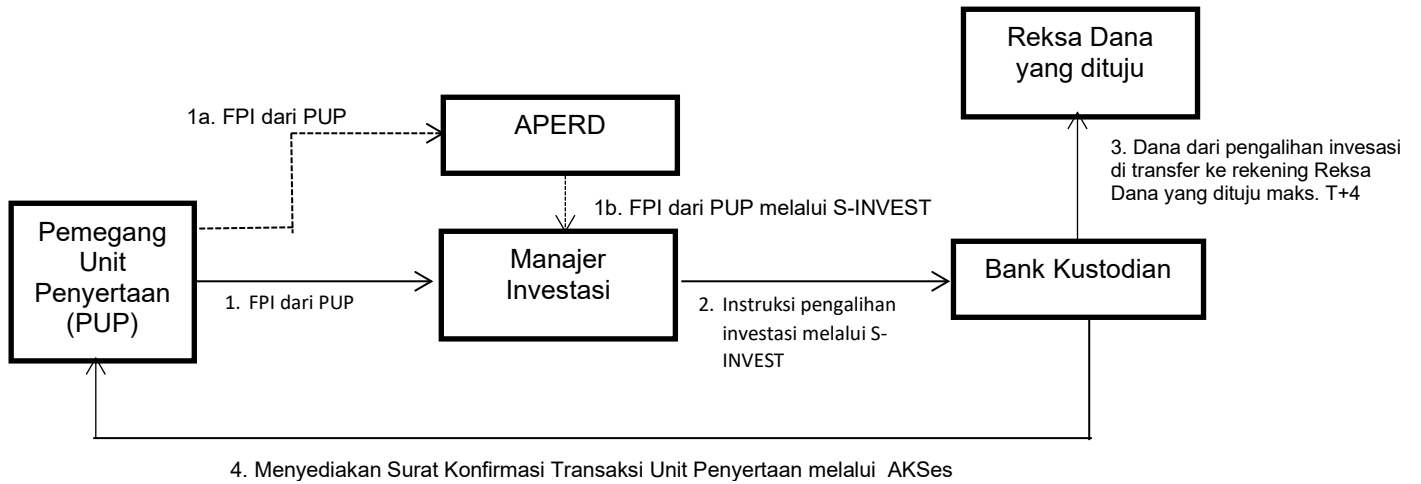 Reksa Dana
yang dituju
1a. FPI dari PUP
APERD
3. Dana dari pengalihan invesasi
di transfer ke rekening Reksa
Dana yang dituju maks. T+4
1b. FPI dari PUP melalui S-INVEST
Pemegang
Unit
Penyertaan
(PUP)
Manajer
Investasi
Bank Kustodian
1. FPI dari PUP
2. Instruksi pengalihan
investasi melalui S-
INVEST
4. Menyediakan Surat Konfirmasi Transaksi Unit Penyertaan melalui AKSes